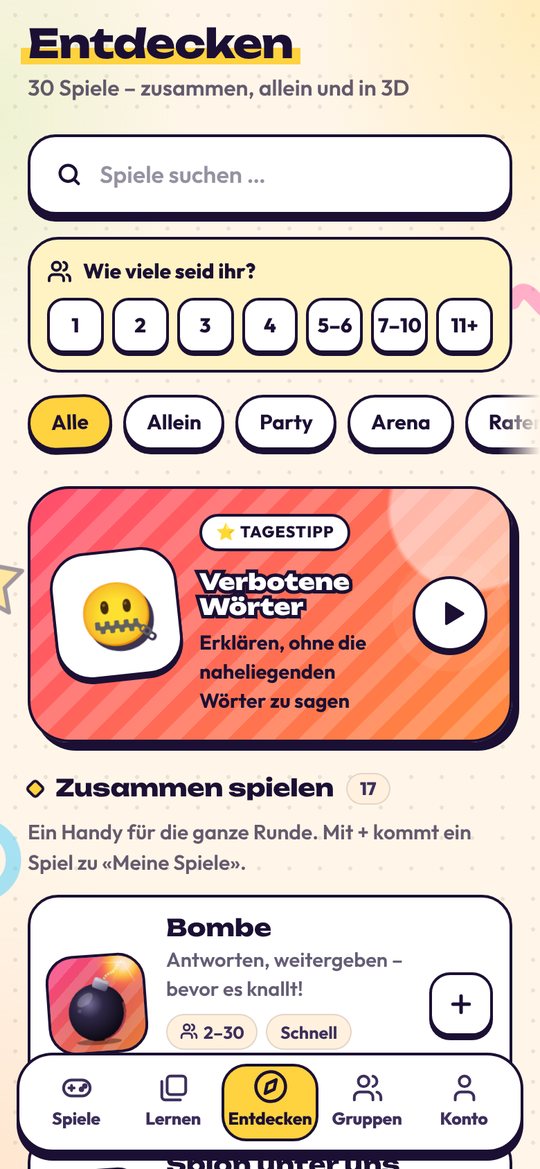 Entdecken
30 Spiele – zusammen, allein und in 3D
Spiele suchen ...
Wie viele seid ihr?
1 2 3 4 5–6 7–10 11+
Alle Allein Party Arena
⭐ TAGESTIPP
Verbotene
Wörter
Erklären, ohne die
naheliegenden
Wörter zu sagen
Zusammen spielen 17
Ein Handy für die ganze Runde. Mit + kommt ein
Spiel zu «Meine Spiele».
Bombe
Antworten, weitergeben –
bevor es knallt!
2–30 Schnell
Spiele Lernen Entdecken Gruppen Konto
Spion unter uns